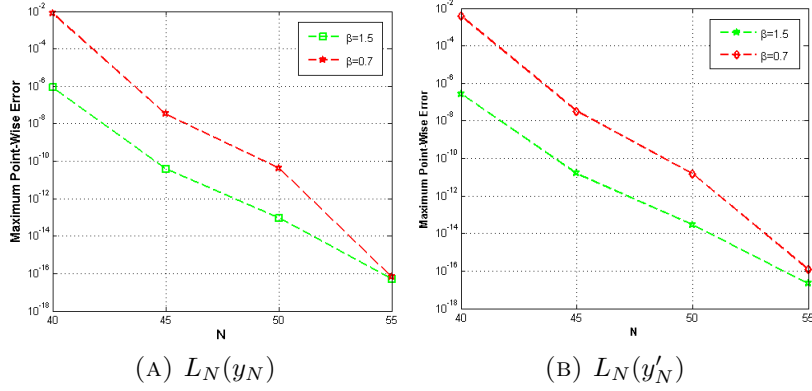 10^-2
10^-4
10^-6
10^-8
10^-10
10^-12
10^-14
10^-16
10^-18
Maximum Point-Wise Error
40 45 50 55
N
β=1.5
β=0.7
(A) L_N(y_N)
10^-2
10^-4
10^-6
10^-8
10^-10
10^-12
10^-14
10^-16
10^-18
Maximum Point-Wise Error
40 45 50 55
N
β=1.5
β=0.7
(B) L_N(y'_N)